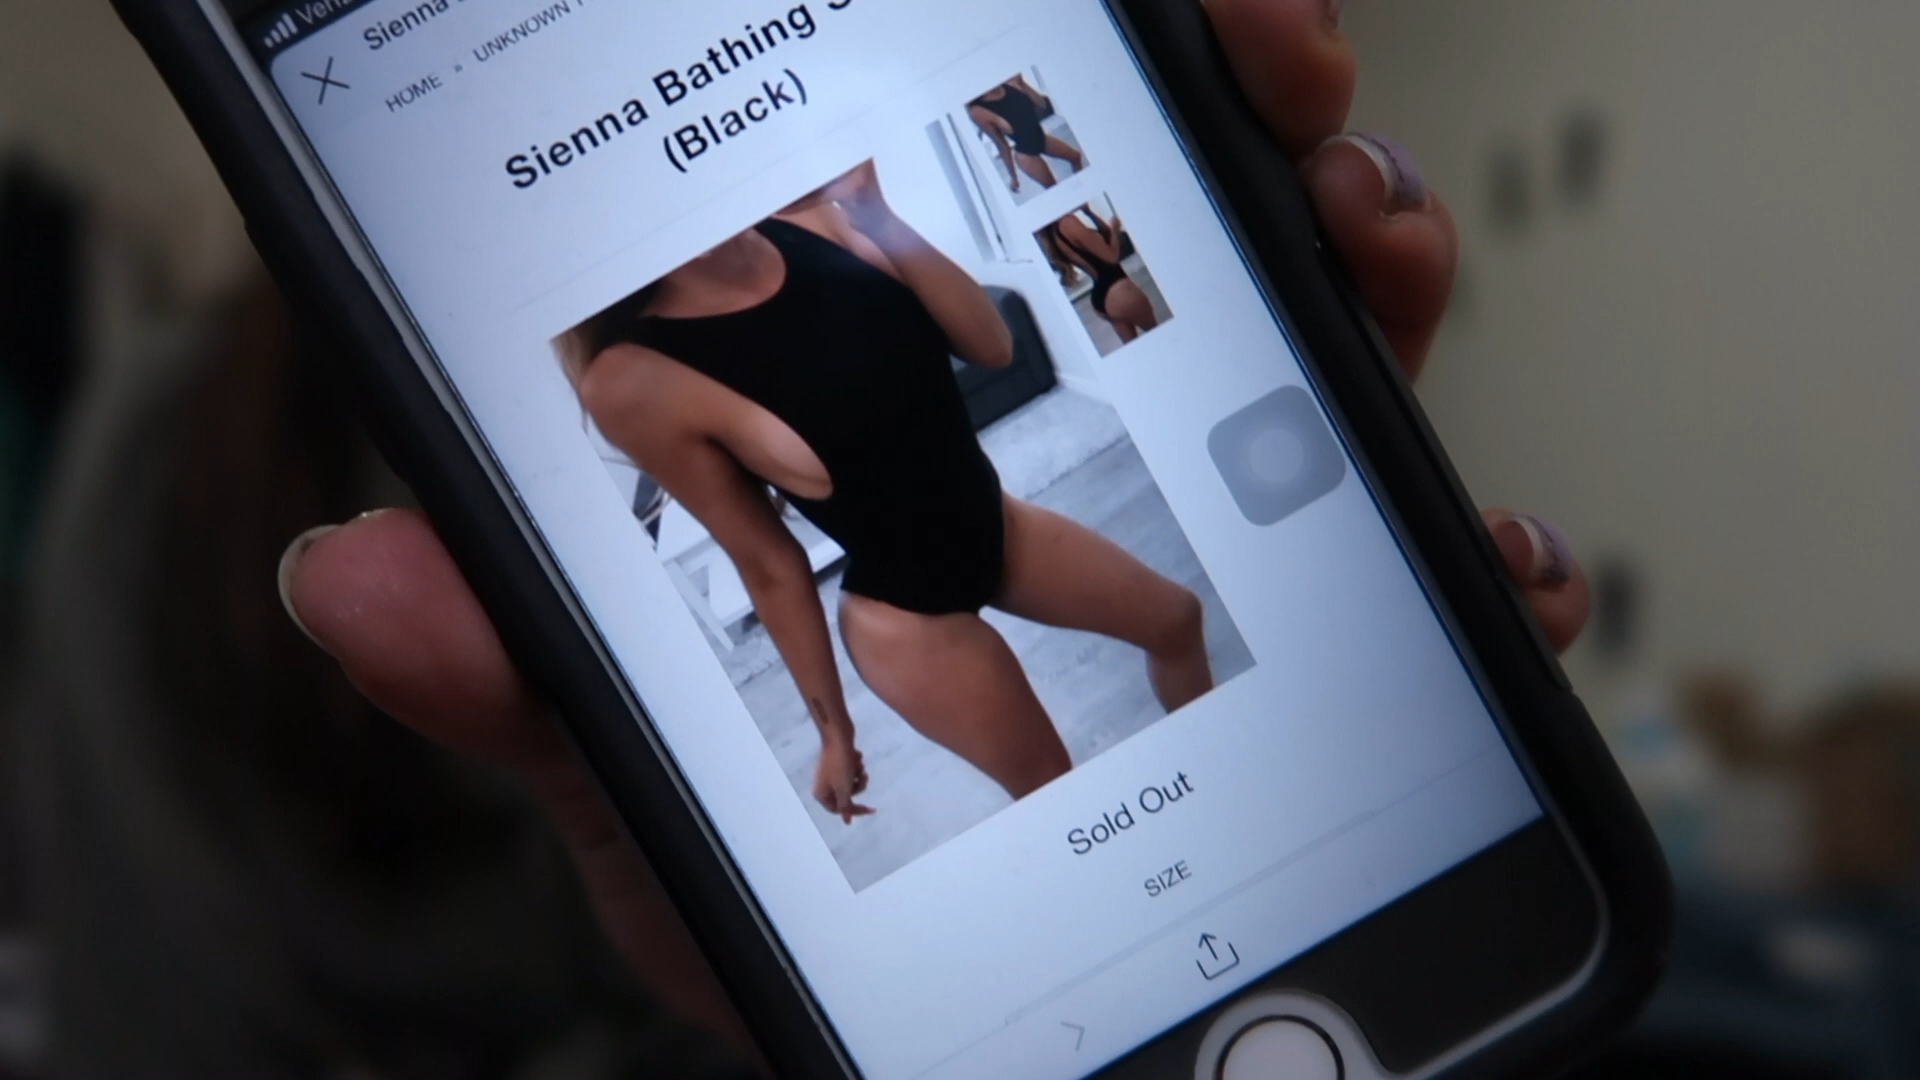 Sienna
HOME » UNKNOWN
Sienna Bathing
(Black)
Sold Out
SIZE